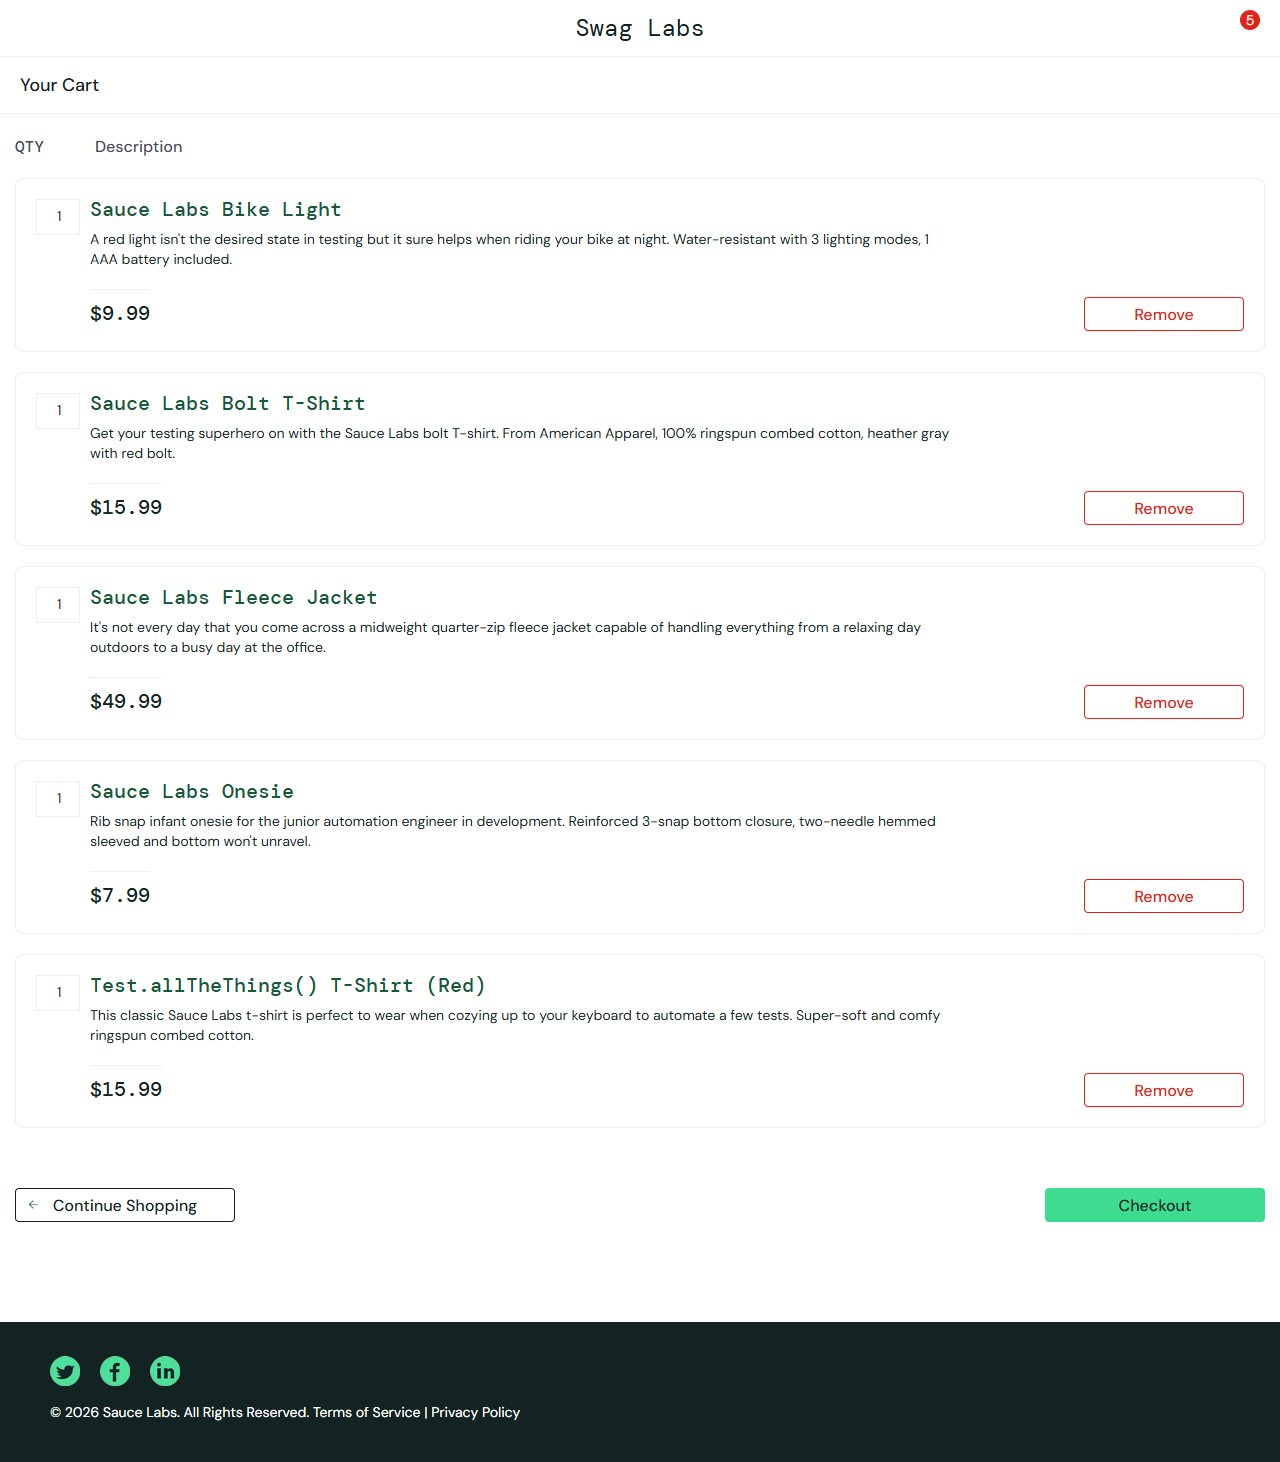 Swag Labs
5
Your Cart
QTY Description
1
Sauce Labs Bike Light
A red light isn't the desired state in testing but it sure helps when riding your bike at night. Water-resistant with 3 lighting modes, 1
AAA battery included.
$9.99
Remove
1
Sauce Labs Bolt T-Shirt
Get your testing superhero on with the Sauce Labs bolt T-shirt. From American Apparel, 100% ringspun combed cotton, heather gray
with red bolt.
$15.99
Remove
1
Sauce Labs Fleece Jacket
It's not every day that you come across a midweight quarter-zip fleece jacket capable of handling everything from a relaxing day
outdoors to a busy day at the office.
$49.99
Remove
1
Sauce Labs Onesie
Rib snap infant onesie for the junior automation engineer in development. Reinforced 3-snap bottom closure, two-needle hemmed
sleeved and bottom won't unravel.
$7.99
Remove
1
Test.allTheThings() T-Shirt (Red)
This classic Sauce Labs t-shirt is perfect to wear when cozying up to your keyboard to automate a few tests. Super-soft and comfy
ringspun combed cotton.
$15.99
Remove
Continue Shopping
Checkout
© 2026 Sauce Labs. All Rights Reserved. Terms of Service | Privacy Policy